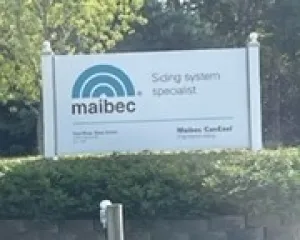 maibec®
Siding system
specialist
Maibec CanExel